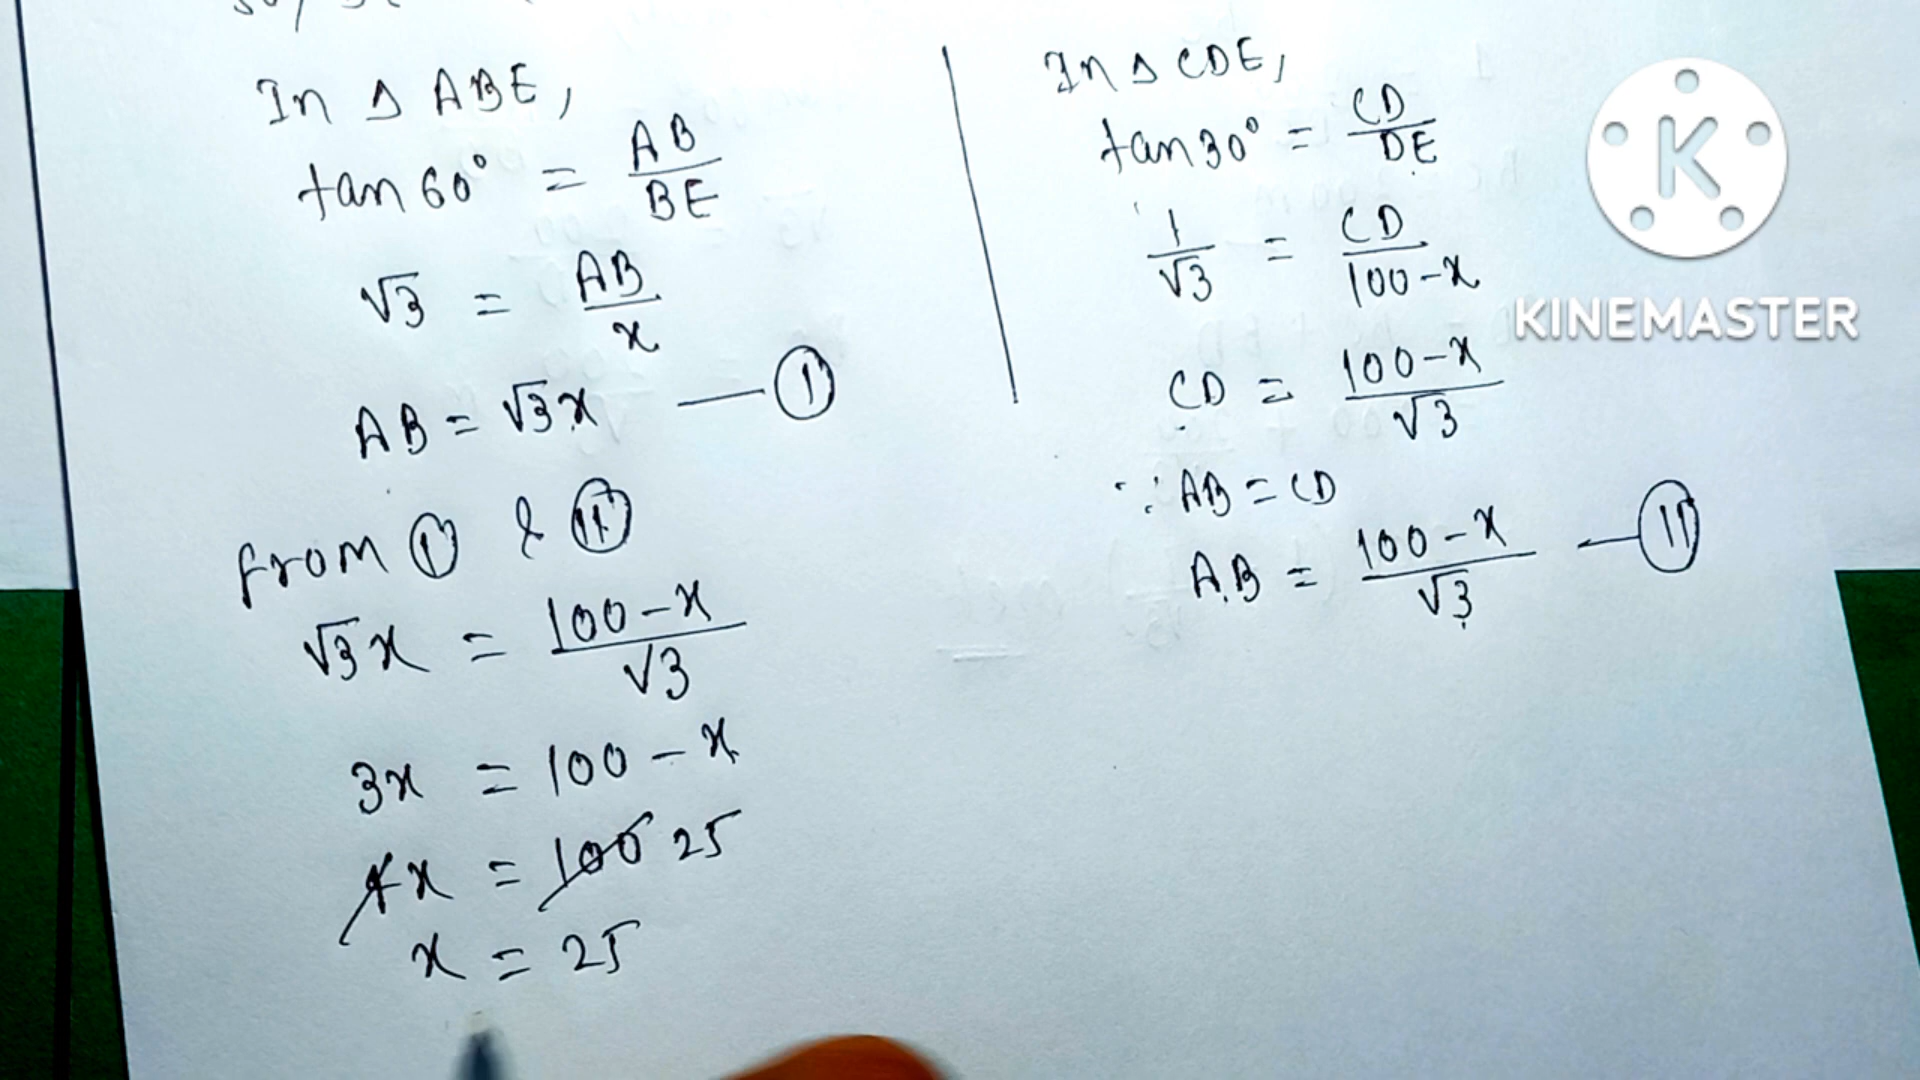 In Δ ABE,
tan 60° = AB/BE
√3 = AB/x
AB = √3x — (I)
from (I) & (II)
√3x = 100-x/√3
3x = 100 - x
4x = 100 25
x = 25
In Δ CDE,
tan 30° = CD/DE
1/√3 = CD/100-x
CD = 100-x/√3
∵ AB = CD
AB = 100-x/√3 — (II)
K
KINEMASTER